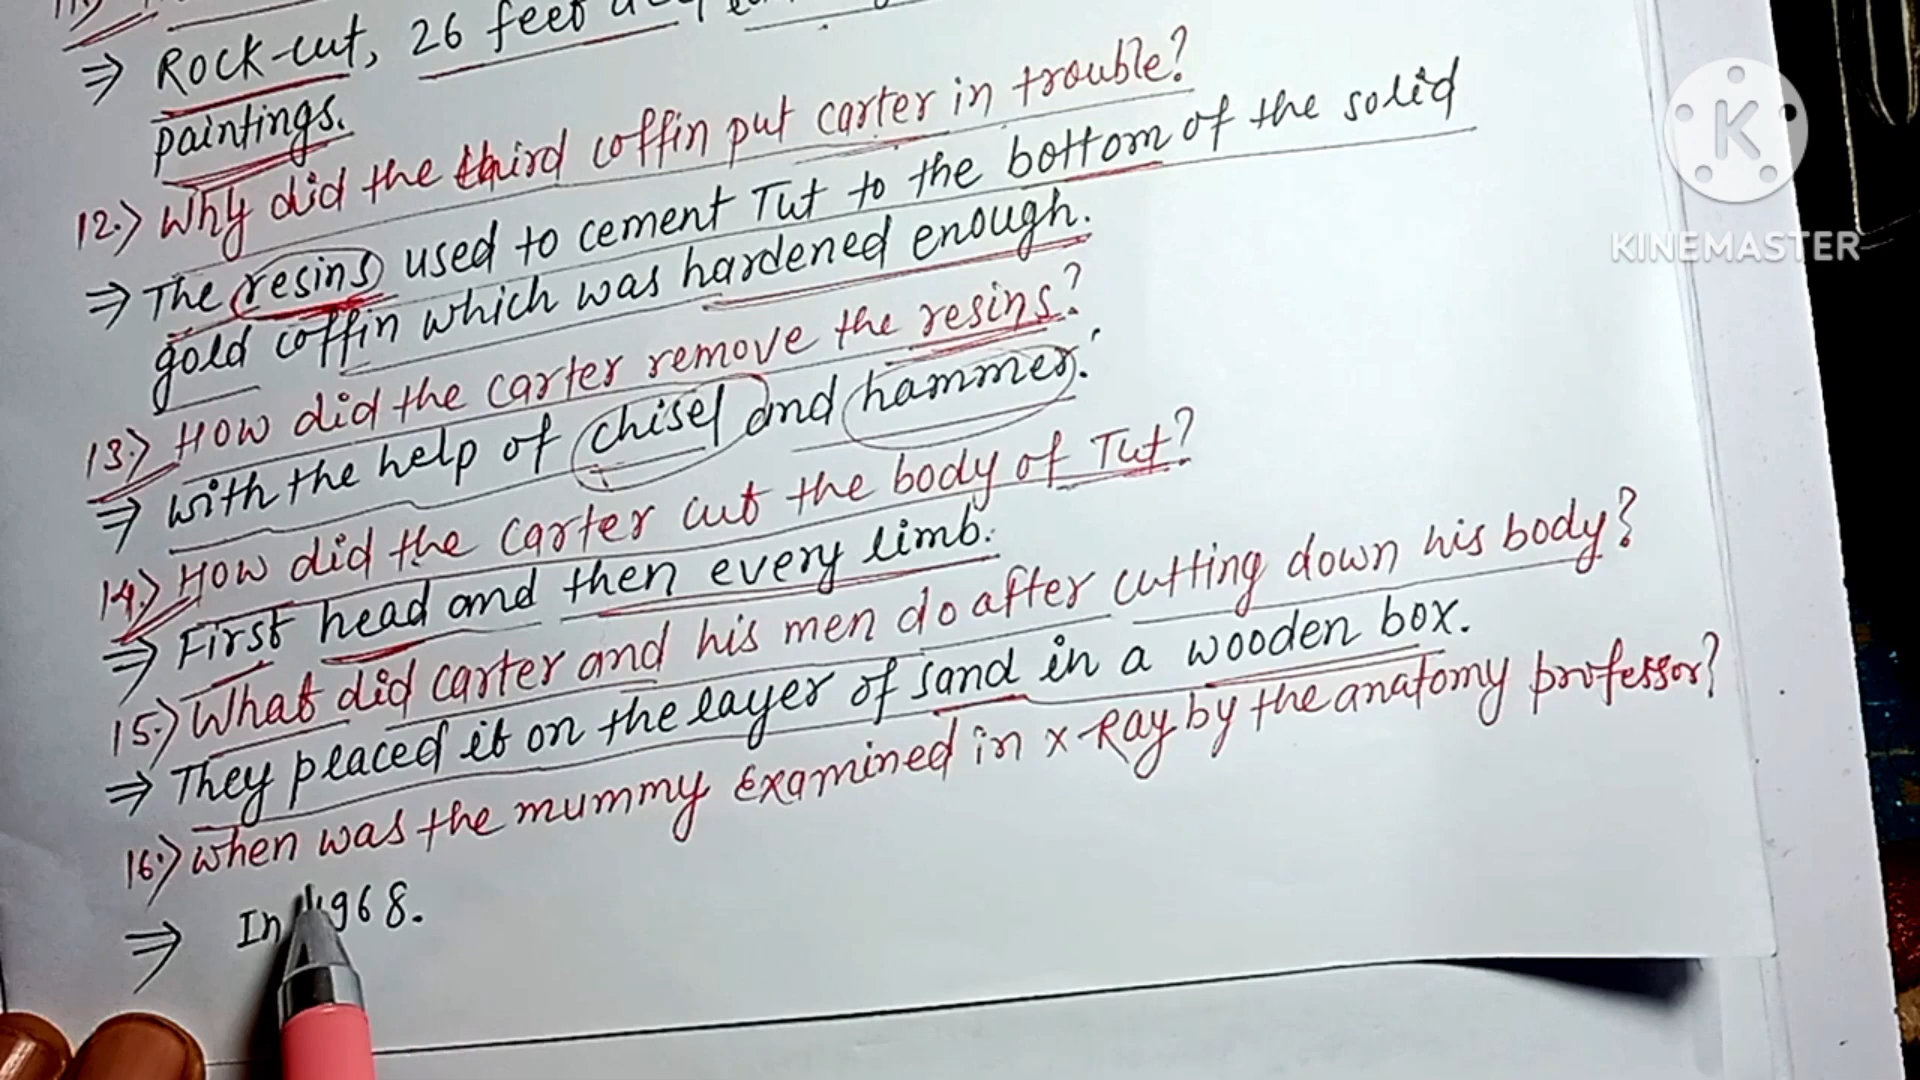 ⇒ Rock-cut, 26 feet
paintings.
12.) Why did the third coffin put carter in trouble?
⇒ The resins used to cement Tut to the bottom of the solid
gold coffin which was hardened enough.
13.) How did the carter remove the resins?
⇒ with the help of chisel and hammer.
14.) How did the carter cut the body of Tut?
⇒ First head and then every limb.
15.) What did carter and his men do after cutting down his body?
⇒ They placed it on the layer of sand in a wooden box.
16.) when was the mummy examined in x-Ray by the anatomy professor?
⇒ In 1968.
K
KINEMASTER